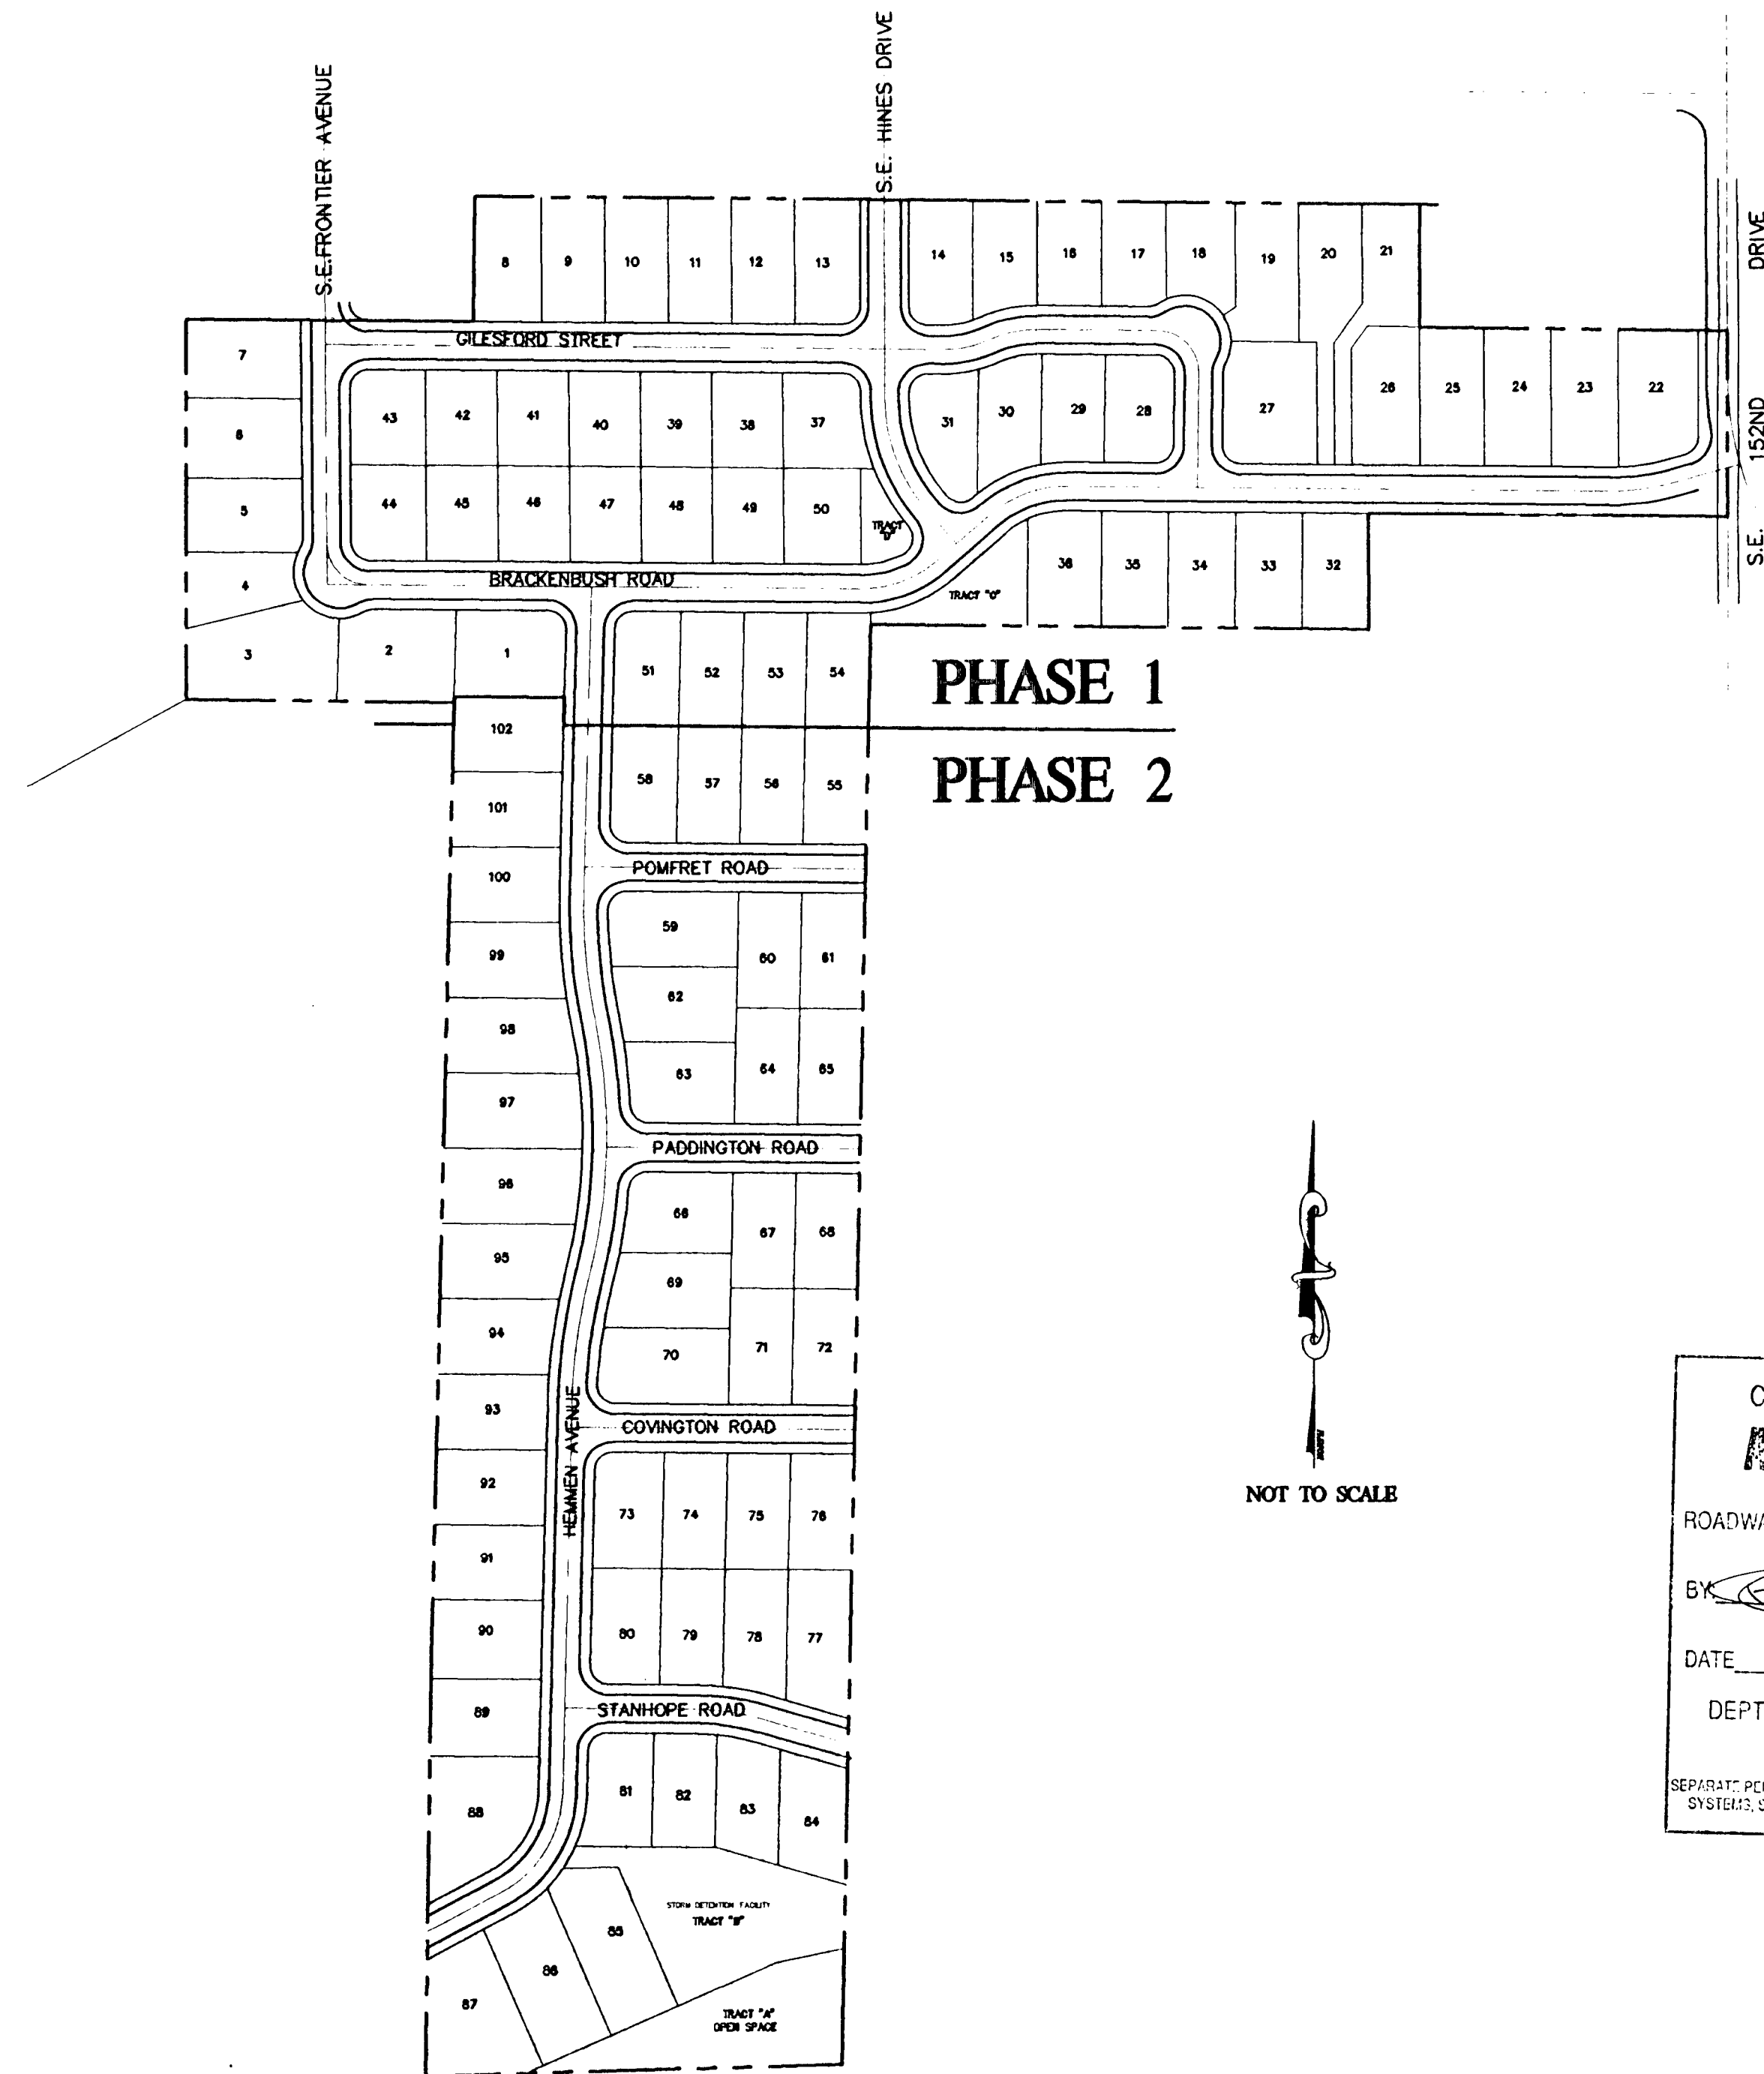 S.E.FRONTIER AVENUE
S.E. HINES DRIVE
S.E. 152ND DRIVE
8 9 10 11 12 13
14 15 16 17 18 19 20 21
GILESFORD STREET
7
6
5
4
3 2 1
43 42 41 40 39 38 37
44 45 46 47 48 49 50
TRACT
"D"
31 30 29 28
27
26 25 24 23 22
BRACKENBUSH ROAD
36 35 34 33 32
TRACT "C"
51 52 53 54
PHASE 1
PHASE 2
102
101
100
99
98
97
96
95
94
93
92
91
90
89
88
58 57 56 55
POMFRET ROAD
59 60 61
62
63 64 65
PADDINGTON ROAD
66 67 68
69
70 71 72
HEMMEN AVENUE
COVINGTON ROAD
73 74 75 76
80 79 78 77
STANHOPE ROAD
81 82 83 84
STORM DETENTION FACILITY
TRACT "B"
85
86
87
TRACT "A"
OPEN SPACE
NOT TO SCALE
C
ROADWA
BY
DATE
DEPT
SEPARATE PE
SYSTEMS, S